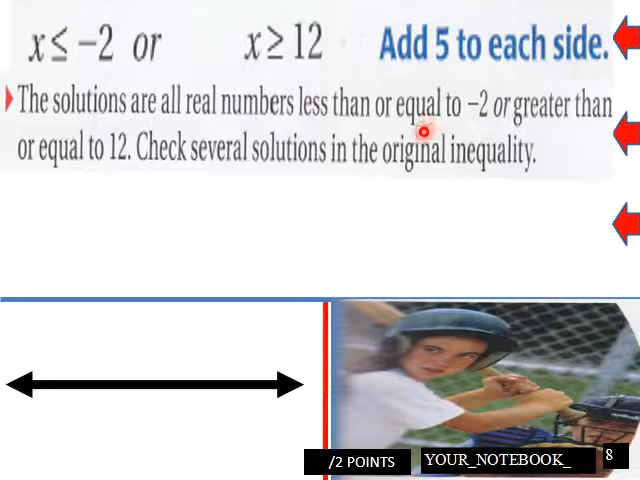 x ≤ −2 or x ≥ 12 Add 5 to each side.
The solutions are all real numbers less than or equal to −2 or greater than
or equal to 12. Check several solutions in the original inequality.
/2 POINTS YOUR_NOTEBOOK_ 8